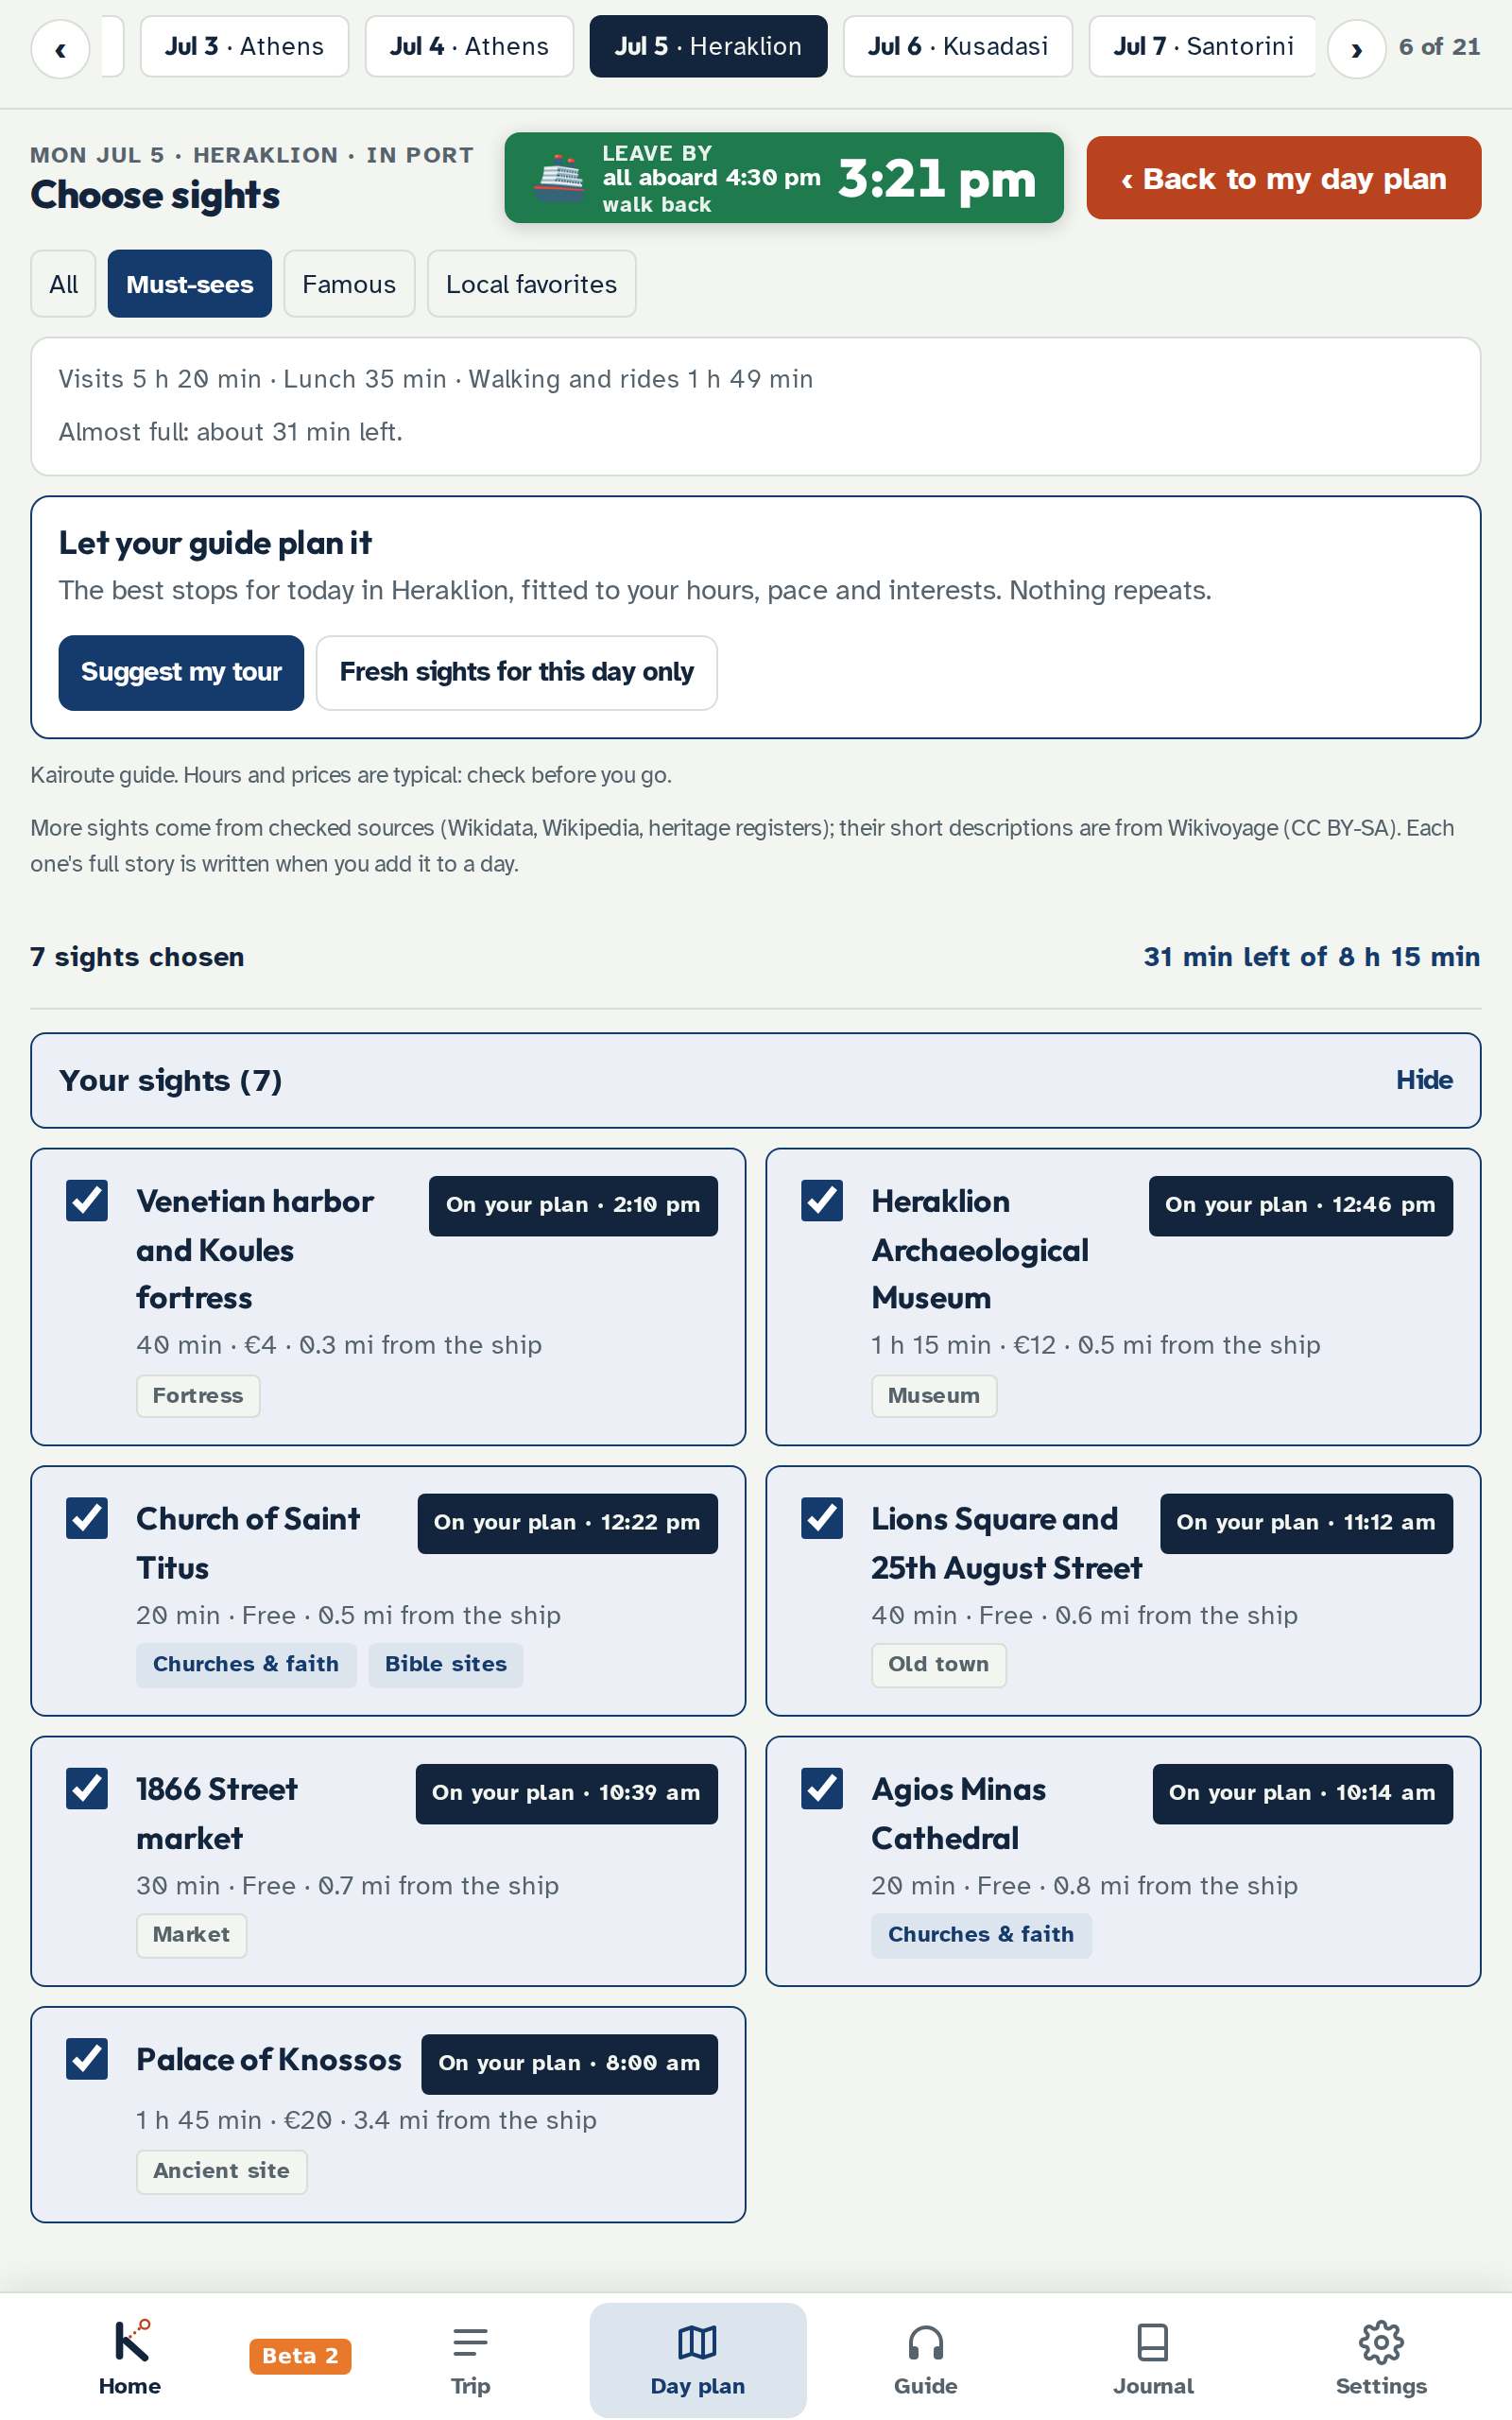 ‹
Jul 3 · Athens
Jul 4 · Athens
Jul 5 · Heraklion
Jul 6 · Kusadasi
Jul 7 · Santorini
›
6 of 21
MON JUL 5 · HERAKLION · IN PORT
Choose sights
LEAVE BY
all aboard 4:30 pm
walk back
3:21 pm
‹ Back to my day plan
All
Must-sees
Famous
Local favorites
Visits 5 h 20 min · Lunch 35 min · Walking and rides 1 h 49 min
Almost full: about 31 min left.
Let your guide plan it
The best stops for today in Heraklion, fitted to your hours, pace and interests. Nothing repeats.
Suggest my tour
Fresh sights for this day only
Kairoute guide. Hours and prices are typical: check before you go.
More sights come from checked sources (Wikidata, Wikipedia, heritage registers); their short descriptions are from Wikivoyage (CC BY-SA). Each
one's full story is written when you add it to a day.
7 sights chosen
31 min left of 8 h 15 min
Your sights (7)
Hide
Venetian harbor
and Koules
fortress
On your plan · 2:10 pm
40 min · €4 · 0.3 mi from the ship
Fortress
Heraklion
Archaeological
Museum
On your plan · 12:46 pm
1 h 15 min · €12 · 0.5 mi from the ship
Museum
Church of Saint
Titus
On your plan · 12:22 pm
20 min · Free · 0.5 mi from the ship
Churches & faith
Bible sites
Lions Square and
25th August Street
On your plan · 11:12 am
40 min · Free · 0.6 mi from the ship
Old town
1866 Street
market
On your plan · 10:39 am
30 min · Free · 0.7 mi from the ship
Market
Agios Minas
Cathedral
On your plan · 10:14 am
20 min · Free · 0.8 mi from the ship
Churches & faith
Palace of Knossos
On your plan · 8:00 am
1 h 45 min · €20 · 3.4 mi from the ship
Ancient site
Home
Beta 2
Trip
Day plan
Guide
Journal
Settings